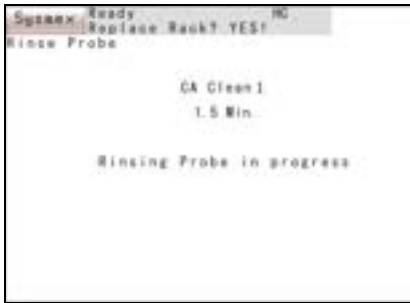 Sysmex Ready HC
Replace Rack? YES!
Rinse Probe
CA Clean I
1.5 Min.
Rinsing Probe in progress